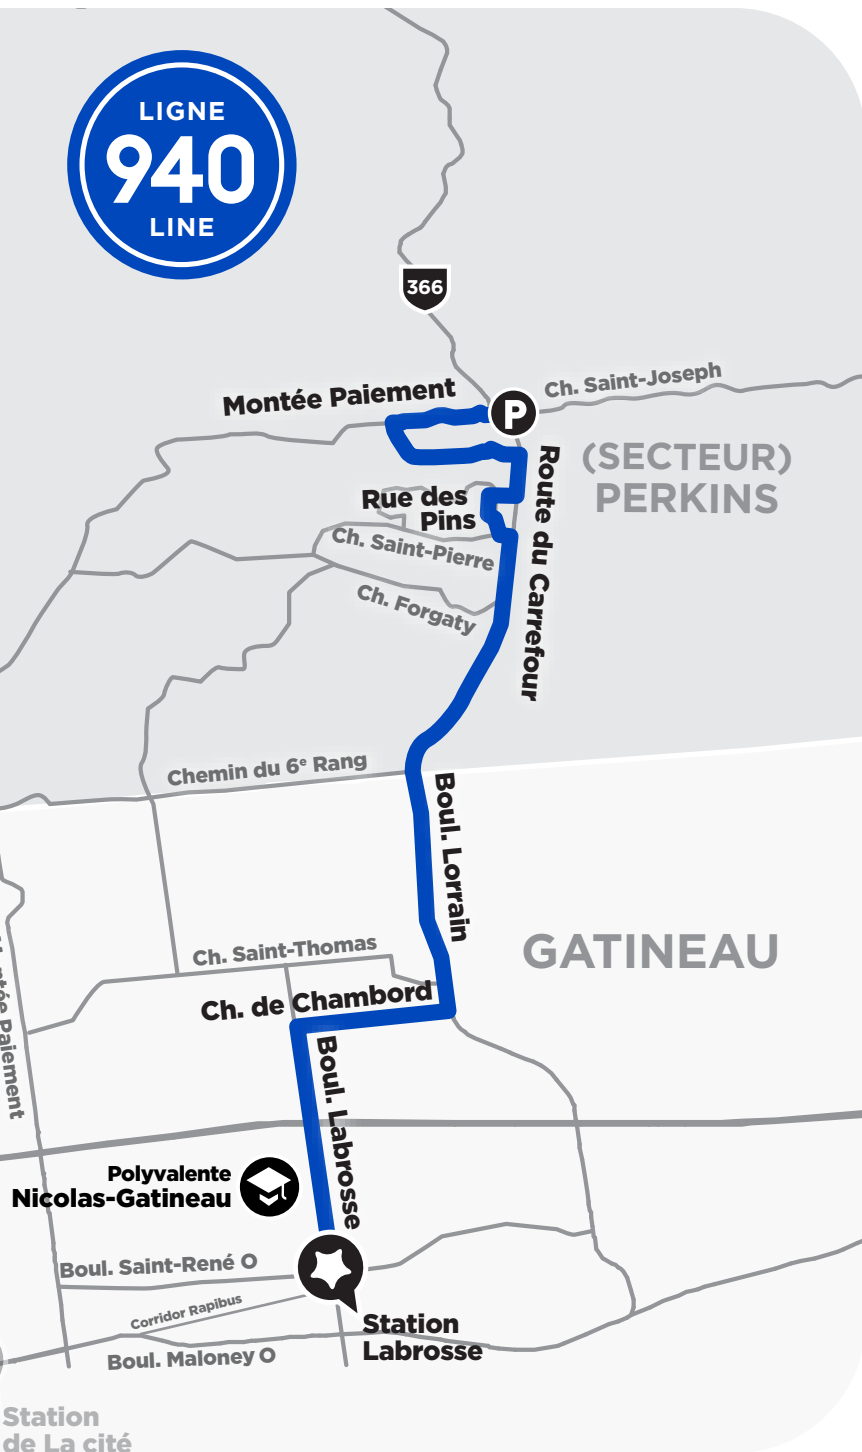 LIGNE
940
LINE
366
Ch. Saint-Joseph
Montée Paiement
P
(SECTEUR)
PERKINS
Route du Carrefour
Rue des
Pins
Ch. Saint-Pierre
Ch. Forgaty
Chemin du 6e Rang
Boul. Lorrain
GATINEAU
Ch. Saint-Thomas
Ch. de Chambord
Montée Paiement
Boul. Labrosse
Polyvalente
Nicolas-Gatineau
Boul. Saint-René O
Corridor Rapibus
Station
Labrosse
Boul. Maloney O
Station
de La cité